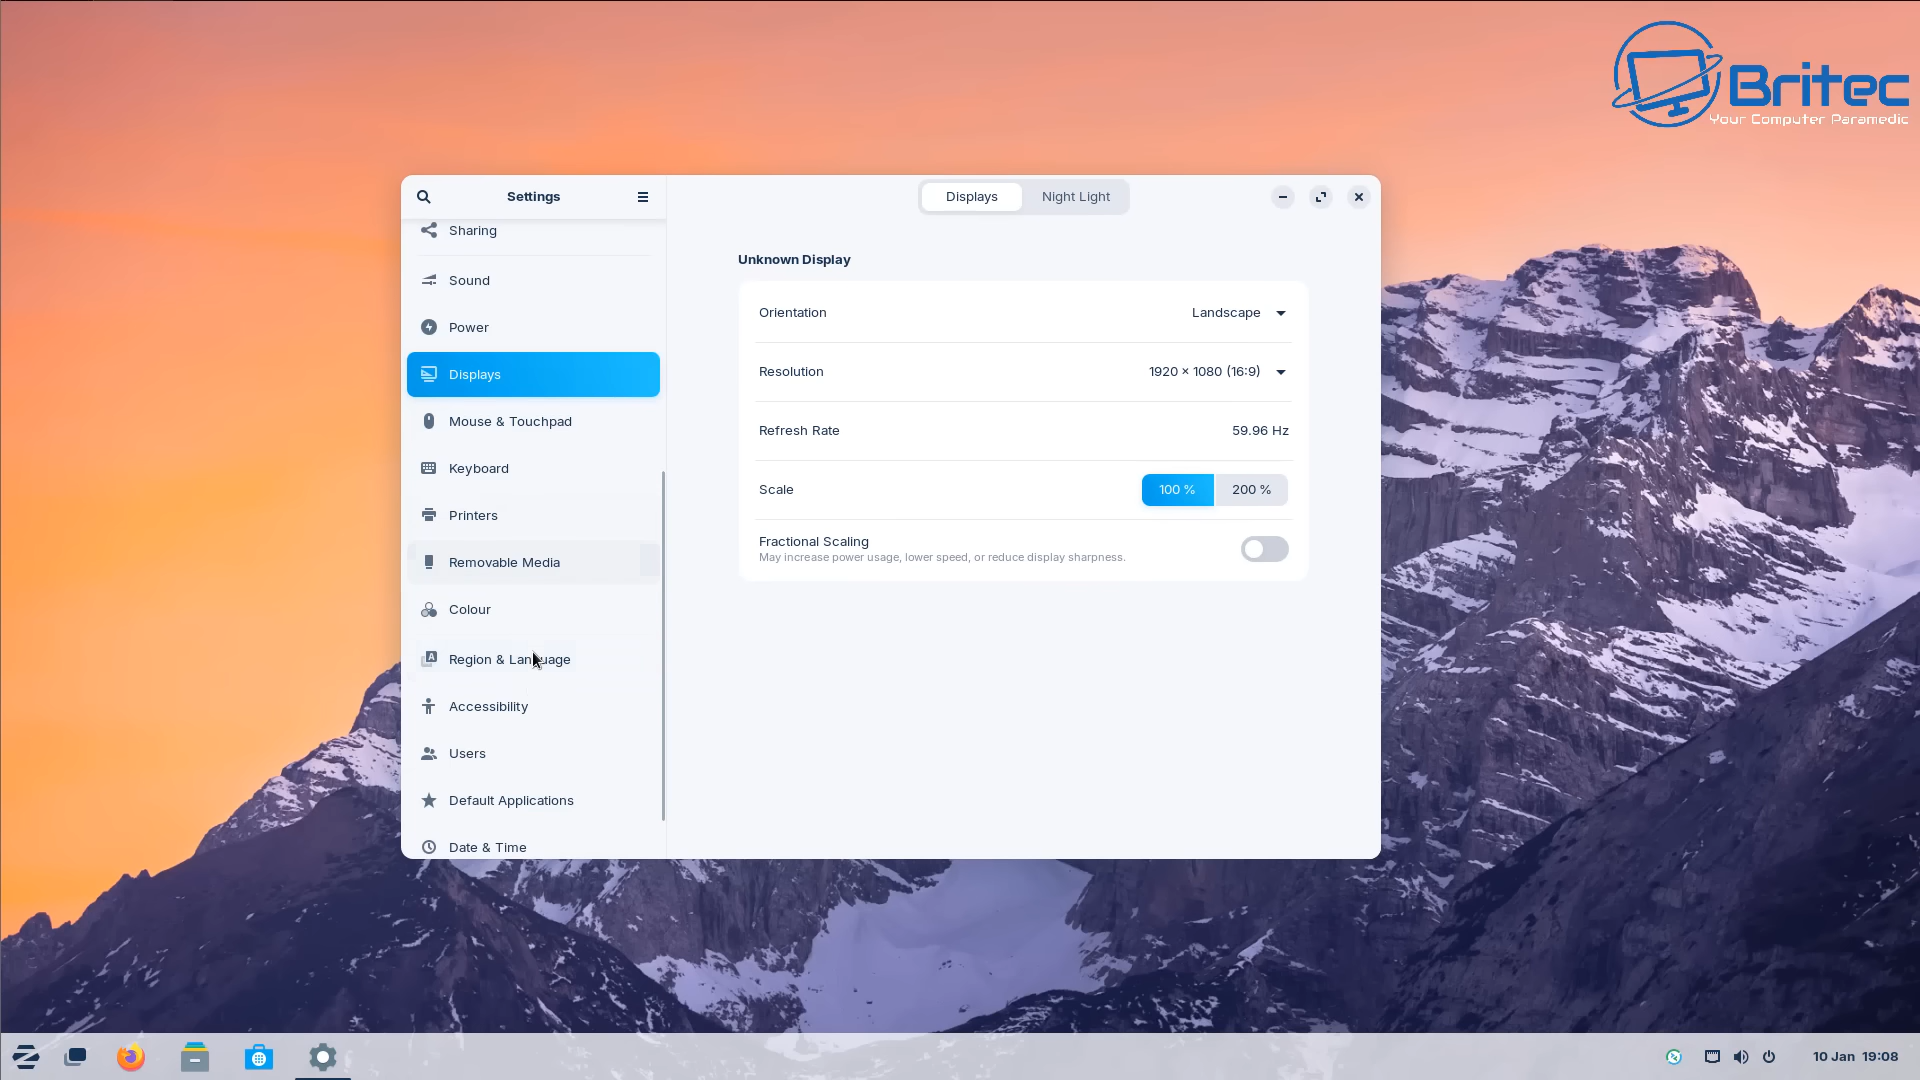 Britec
Your Computer Paramedic
Settings
Displays
Night Light
Sharing
Sound
Power
Displays
Mouse & Touchpad
Keyboard
Printers
Removable Media
Colour
Region & Language
Accessibility
Users
Default Applications
Date & Time
Unknown Display
Orientation
Landscape
Resolution
1920 × 1080 (16:9)
Refresh Rate
59.96 Hz
Scale
100 %
200 %
Fractional Scaling
May increase power usage, lower speed, or reduce display sharpness.
10 Jan 19:08